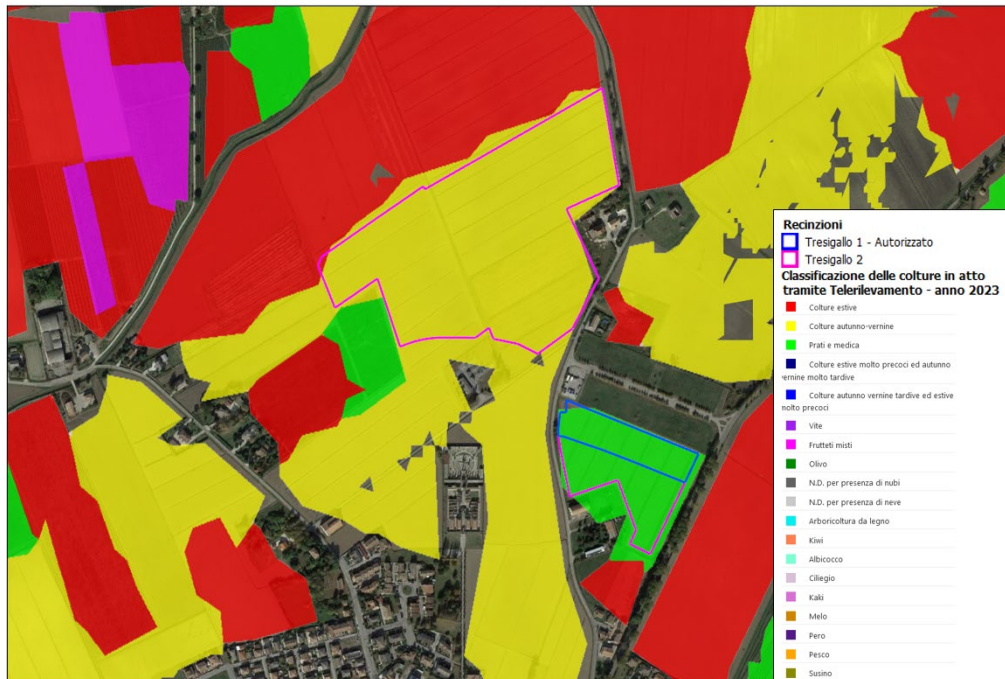 Recinzioni
Tresigallo 1 - Autorizzato
Tresigallo 2
Classificazione delle colture in atto
tramite Telerilevamento - anno 2023
Colture estive
Colture autunno-vernine
Prati e medica
Colture estive molto precoci ed autunno
vernine molto tardive
Colture autunno vernine tardive ed estive
molto precoci
Vite
Frutteti misti
Olivo
N.D. per presenza di nubi
N.D. per presenza di neve
Arboricoltura da legno
Kiwi
Albicocco
Ciliegio
Kaki
Melo
Pero
Pesco
Susino